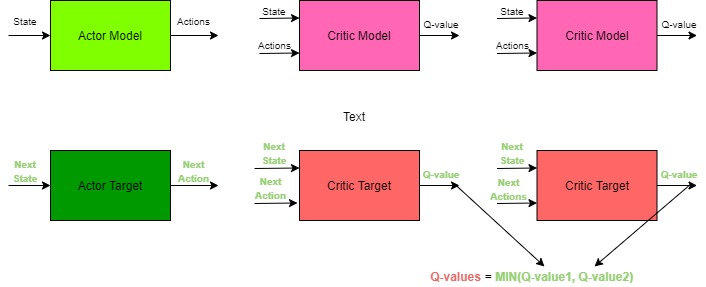 State
Actor Model
Actions
State
Actions
Critic Model
Q-value
State
Actions
Critic Model
Q-value
Text
Next
State
Actor Target
Next
Action
Next
State
Next
Action
Critic Target
Q-value
Next
State
Next
Actions
Critic Target
Q-value
Q-values = MIN(Q-value1, Q-value2)